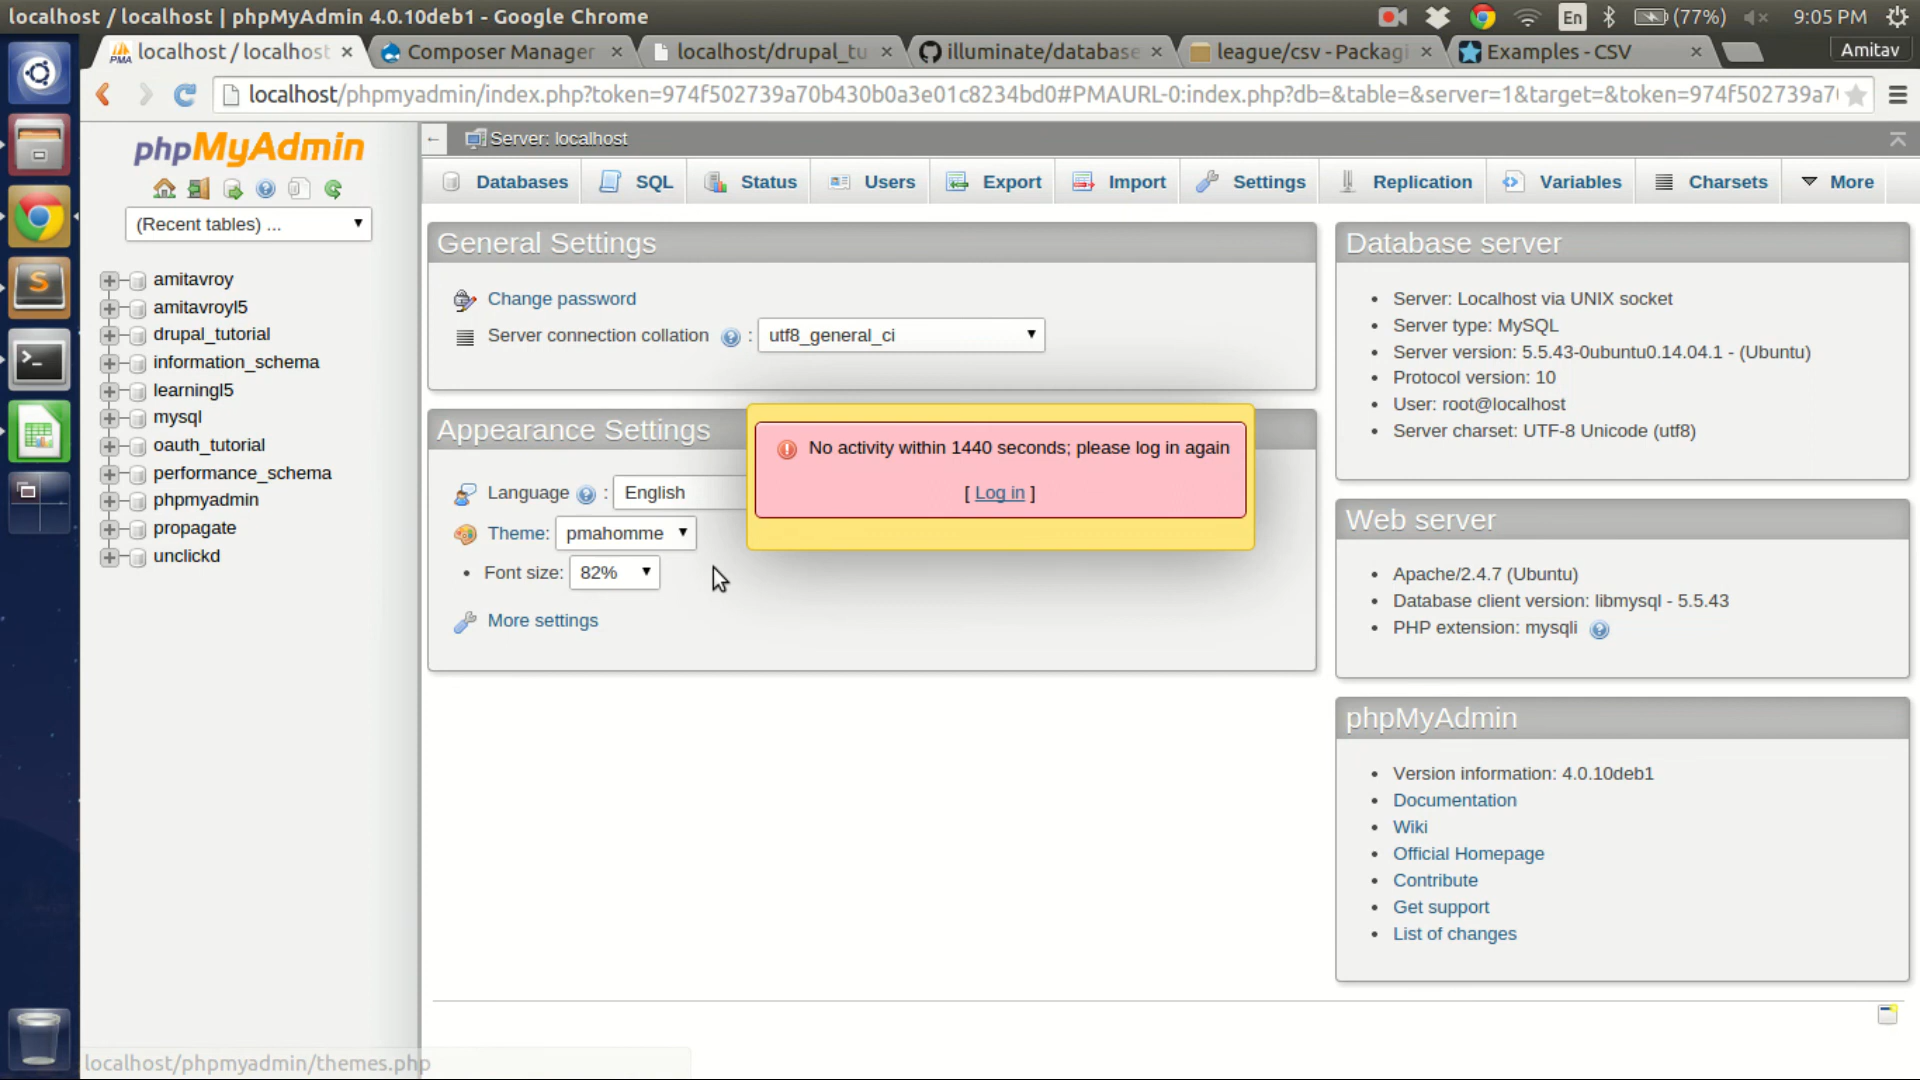 localhost / localhost | phpMyAdmin 4.0.10deb1 - Google Chrome
En
(77%)
9:05 PM
localhost / localhost
Composer Manager
localhost/drupal_tu
illuminate/database
league/csv - Packagi
Examples - CSV
Amitav
localhost/phpmyadmin/index.php?token=974f502739a70b430b0a3e01c8234bd0#PMAURL-0:index.php?db=&table=&server=1&target=&token=974f502739a7
phpMyAdmin
(Recent tables) ...
amitavroy
amitavroyl5
drupal_tutorial
information_schema
learningl5
mysql
oauth_tutorial
performance_schema
phpmyadmin
propagate
unclickd
Server: localhost
Databases
SQL
Status
Users
Export
Import
Settings
Replication
Variables
Charsets
More
General Settings
Change password
Server connection collation : utf8_general_ci
Appearance Settings
Language : English
Theme: pmahomme
Font size: 82%
More settings
No activity within 1440 seconds; please log in again
[ Log in ]
Database server
Server: Localhost via UNIX socket
Server type: MySQL
Server version: 5.5.43-0ubuntu0.14.04.1 - (Ubuntu)
Protocol version: 10
User: root@localhost
Server charset: UTF-8 Unicode (utf8)
Web server
Apache/2.4.7 (Ubuntu)
Database client version: libmysql - 5.5.43
PHP extension: mysqli
phpMyAdmin
Version information: 4.0.10deb1
Documentation
Wiki
Official Homepage
Contribute
Get support
List of changes
localhost/phpmyadmin/themes.php